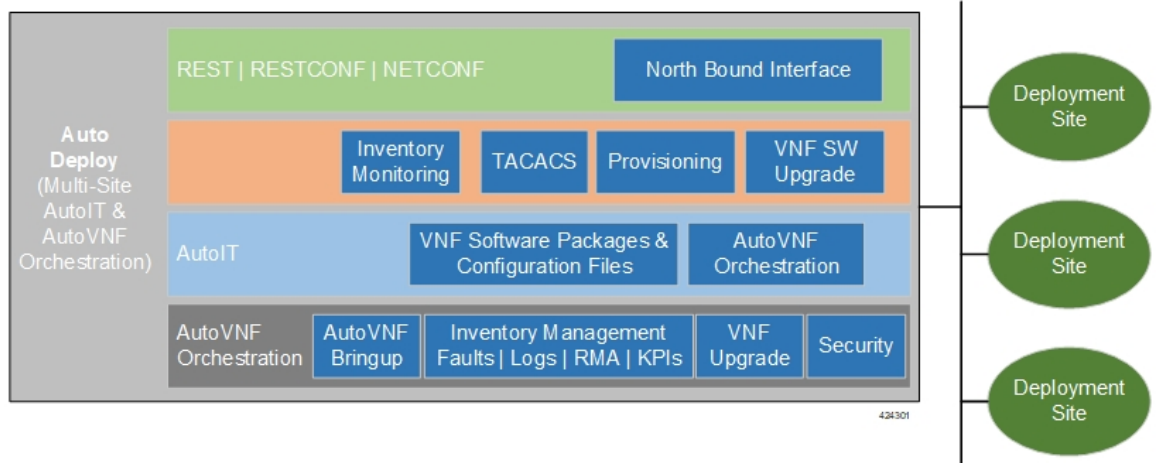 Auto
Deploy
(Multi-Site
AutoIT &
AutoVNF
Orchestration)
REST | RESTCONF | NETCONF
North Bound Interface
Inventory
Monitoring
TACACS
Provisioning
VNF SW
Upgrade
AutoIT
VNF Software Packages &
Configuration Files
AutoVNF
Orchestration
AutoVNF
Orchestration
AutoVNF
Bringup
Inventory Management
Faults | Logs | RMA | KPIs
VNF
Upgrade
Security
424301
Deployment
Site
Deployment
Site
Deployment
Site